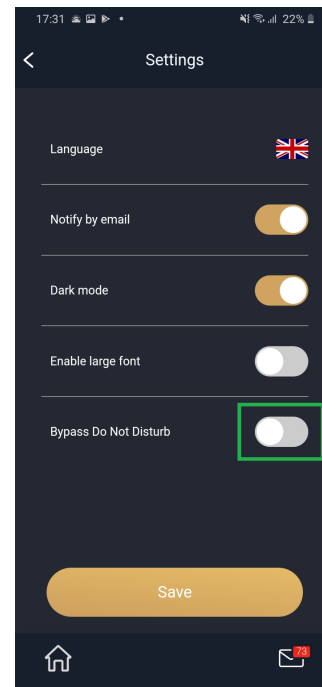 17:31
22%
Settings
Language
Notify by email
Dark mode
Enable large font
Bypass Do Not Disturb
Save
73